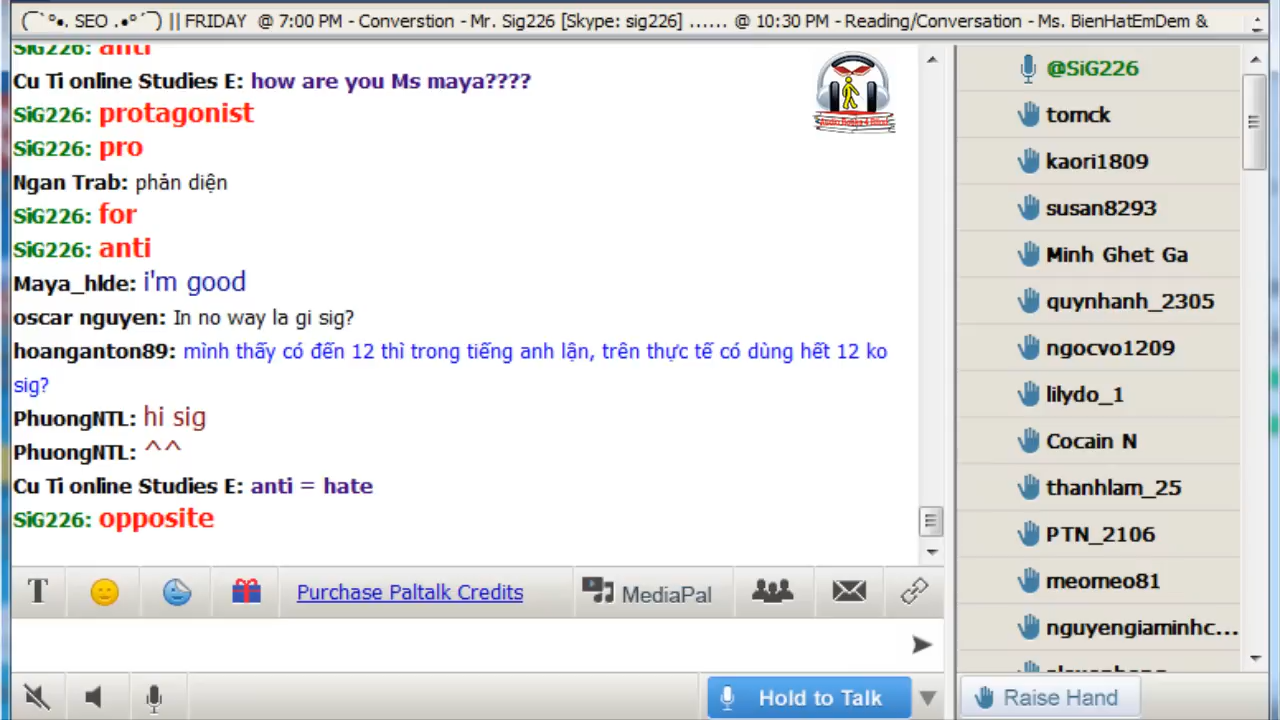 (¯`°•. SEO .•°´¯) || FRIDAY @ 7:00 PM - Converstion - Mr. Sig226 [Skype: sig226] ...... @ 10:30 PM - Reading/Conversation - Ms. BienHatEmDem &
SiG226: anti
Cu Ti online Studies E: how are you Ms maya????
SiG226: protagonist
SiG226: pro
Ngan Trab: phản diện
SiG226: for
SiG226: anti
Maya_hlde: i'm good
oscar nguyen: In no way la gi sig?
hoanganton89: mình thấy có đến 12 thì trong tiếng anh lận, trên thực tế có dùng hết 12 ko
sig?
PhuongNTL: hi sig
PhuongNTL: ^^
Cu Ti online Studies E: anti = hate
SiG226: opposite
Purchase Paltalk Credits
MediaPal
Hold to Talk
@SiG226
tomck
kaori1809
susan8293
Minh Ghet Ga
quynhanh_2305
ngocvo1209
lilydo_1
Cocain N
thanhlam_25
PTN_2106
meomeo81
nguyengiaminhc...
Raise Hand